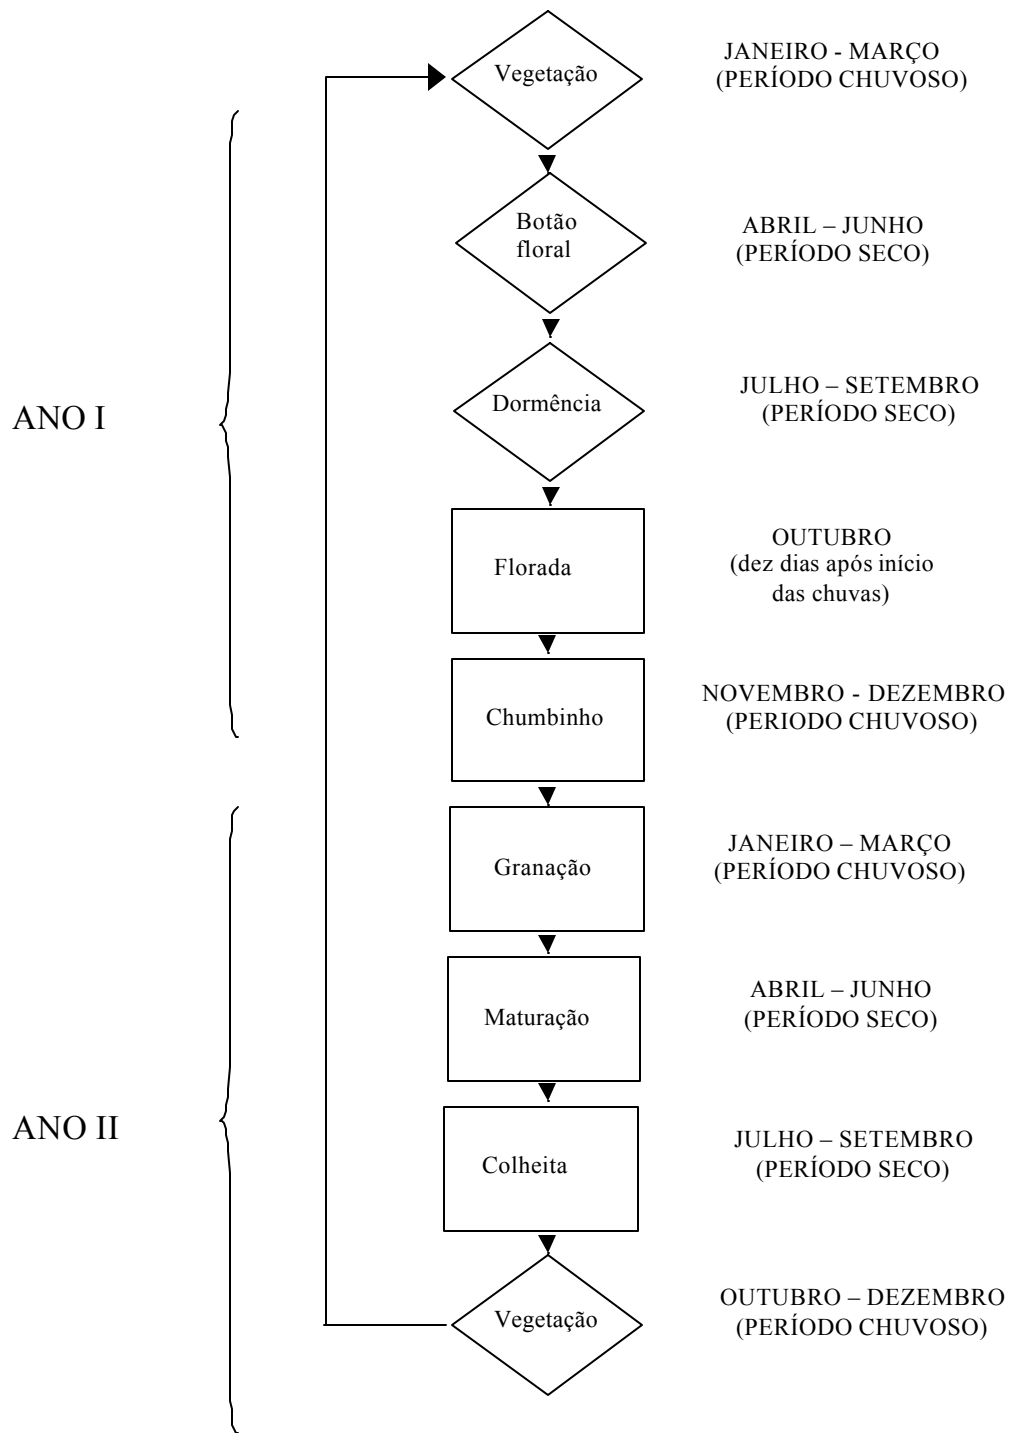 Vegetação
JANEIRO - MARÇO
(PERÍODO CHUVOSO)
Botão
floral
ABRIL – JUNHO
(PERÍODO SECO)
ANO I
Dormência
JULHO – SETEMBRO
(PERÍODO SECO)
Florada
OUTUBRO
(dez dias após início
das chuvas)
Chumbinho
NOVEMBRO - DEZEMBRO
(PERIODO CHUVOSO)
Granação
JANEIRO – MARÇO
(PERÍODO CHUVOSO)
Maturação
ABRIL – JUNHO
(PERÍODO SECO)
ANO II
Colheita
JULHO – SETEMBRO
(PERÍODO SECO)
Vegetação
OUTUBRO – DEZEMBRO
(PERÍODO CHUVOSO)